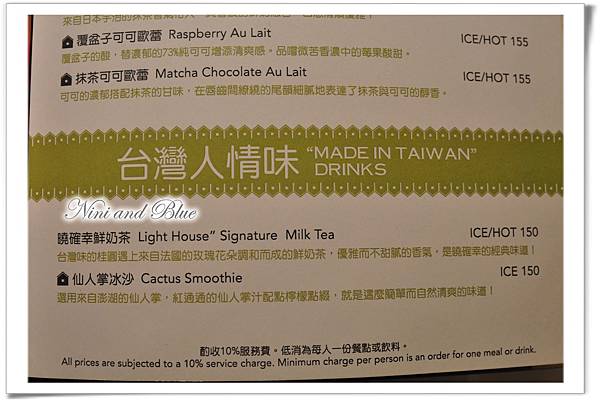 來自日本宇治的抹茶
覆盆子可可歐蕾 Raspberry Au Lait ICE/HOT 155
覆盆子的酸，替濃郁的73%純可可增添清爽感。品嚐微苦香濃中的莓果酸甜。
抹茶可可歐蕾 Matcha Chocolate Au Lait ICE/HOT 155
可可的濃郁搭配抹茶的甘味，在唇齒間繚繞的尾韻細膩地表達了抹茶與可可的醇香。
台灣人情味 “MADE IN TAIWAN”
DRINKS
Nini and Blue
曉確幸鮮奶茶 Light House” Signature Milk Tea ICE/HOT 150
台灣味的桂圓遇上來自法國的玫瑰花朵調和而成的鮮奶茶，優雅而不甜膩的香氣，是曉確幸的經典味道！
仙人掌冰沙 Cactus Smoothie ICE 150
選用來自澎湖的仙人掌，紅通通的仙人掌汁配點檸檬點綴，就是這麼簡單而自然清爽的味道！
酌收10%服務費。低消為每人一份餐點或飲料。
All prices are subjected to a 10% service charge. Minimum charge per person is an order for one meal or drink.